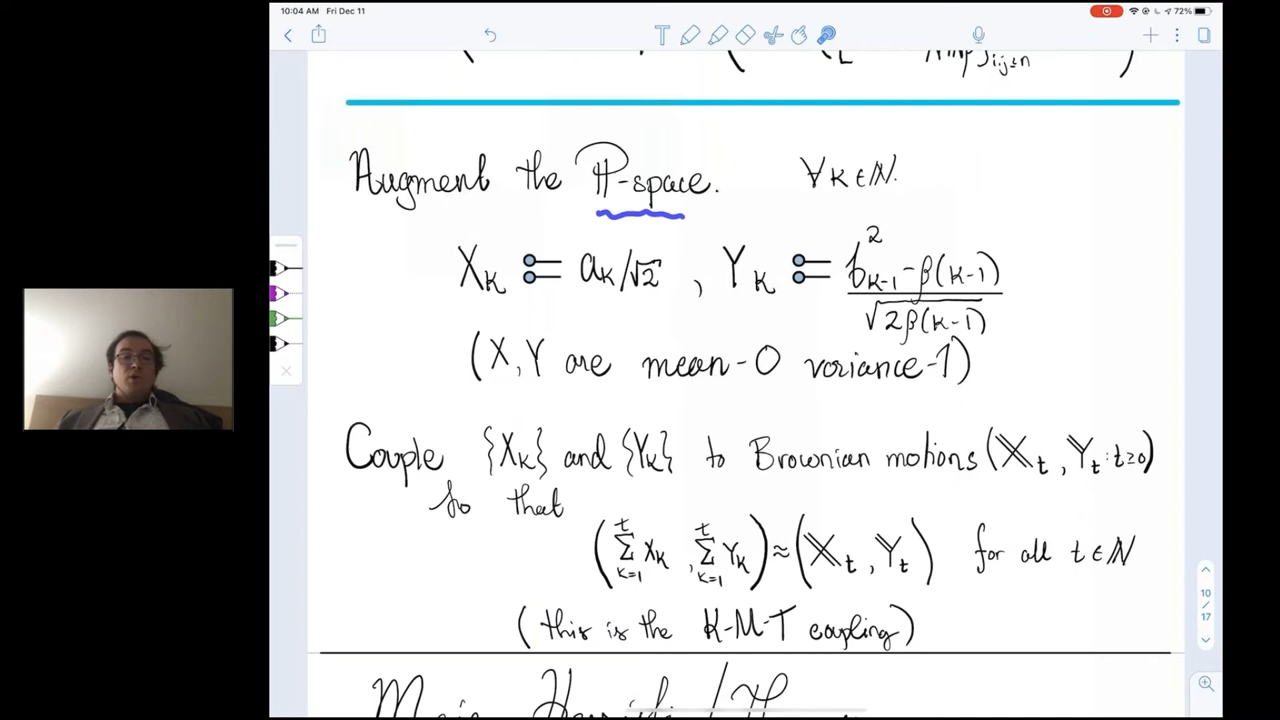 10:04 AM Fri Dec 11
72%
Augment the ℙ-space. ∀k∈ℕ.
X_k := a_k/√2 , Y_k := (b²_{k-1} - β(k-1)) / √(2β(k-1))
(X, Y are mean-0 variance-1)
Couple {X_k} and {Y_k} to Brownian motions (𝕏_t , 𝕐_t : t≥0)
so that
(∑_{k=1}^t X_k , ∑_{k=1}^t Y_k) ≈ (𝕏_t , 𝕐_t) for all t∈ℕ
(this is the K-M-T coupling)
10 / 17